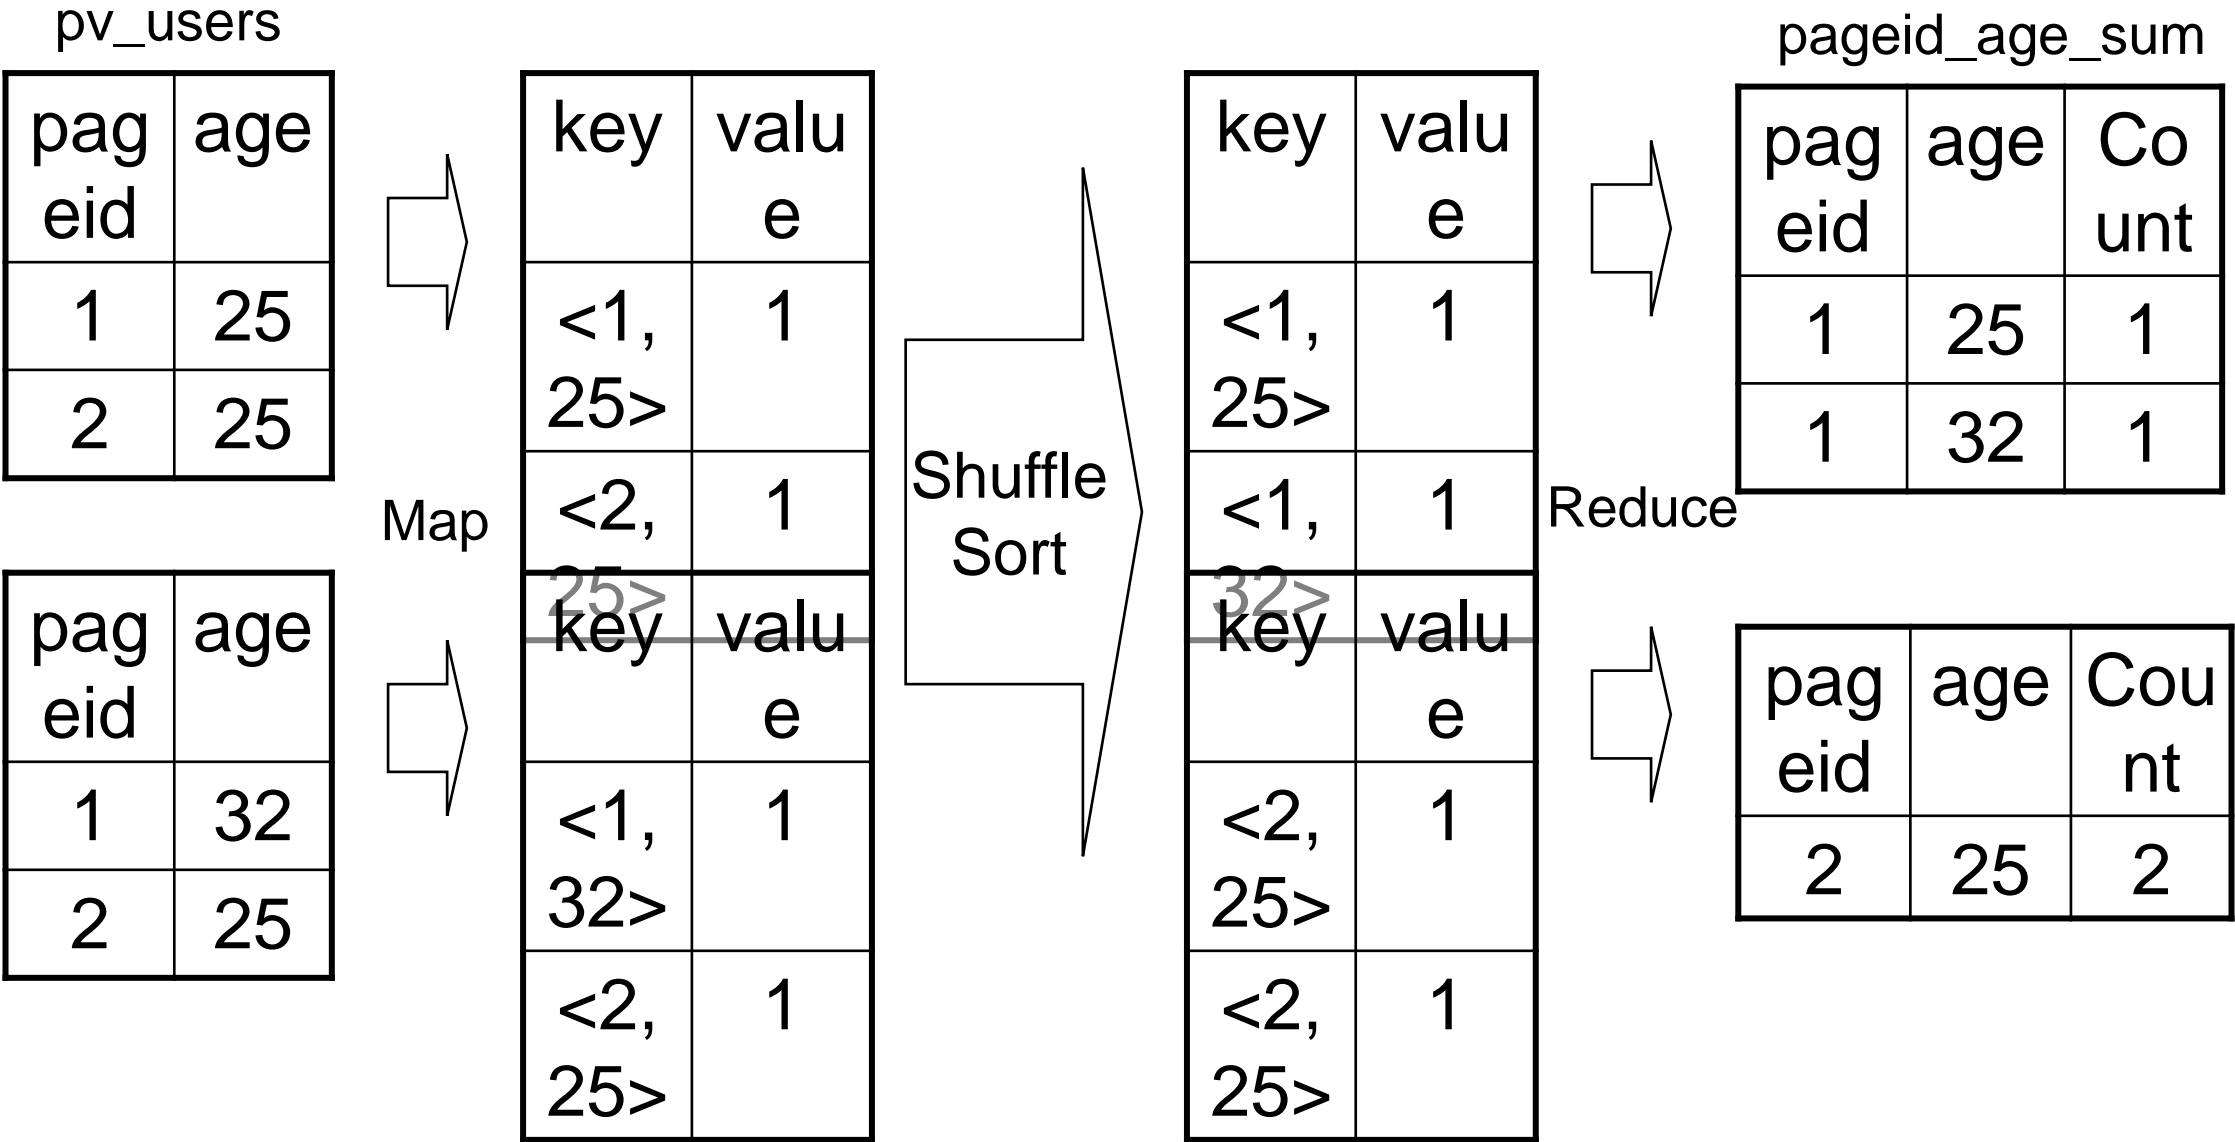 pv_users
pag age
eid
1 25
2 25
pag age
eid
1 32
2 25
Map
key valu
e
<1, 1
25>
<2, 1
25>
key valu
e
<1, 1
32>
<2, 1
25>
Shuffle
Sort
key valu
e
<1, 1
25>
<1, 1
32>
key valu
e
<2, 1
25>
<2, 1
25>
Reduce
pageid_age_sum
pag age Co
eid unt
1 25 1
1 32 1
pag age Cou
eid nt
2 25 2